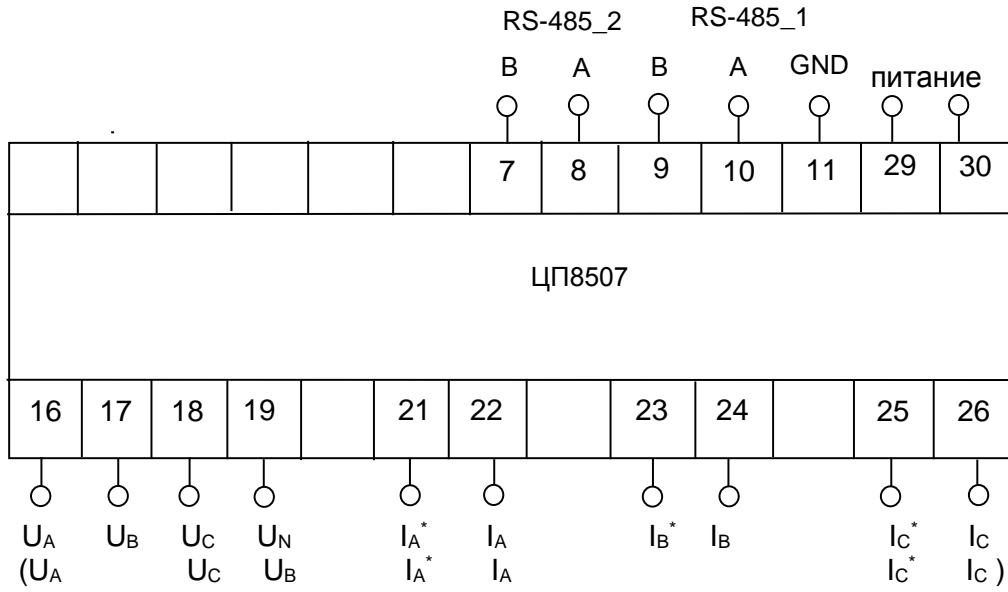 RS-485_2 RS-485_1
B A B A GND питание
7 8 9 10 11 29 30
ЦП8507
16 17 18 19 21 22 23 24 25 26
UA UB UC UN IA* IA IB* IB IC* IC
(UA UC UB IA* IA IC* IC )